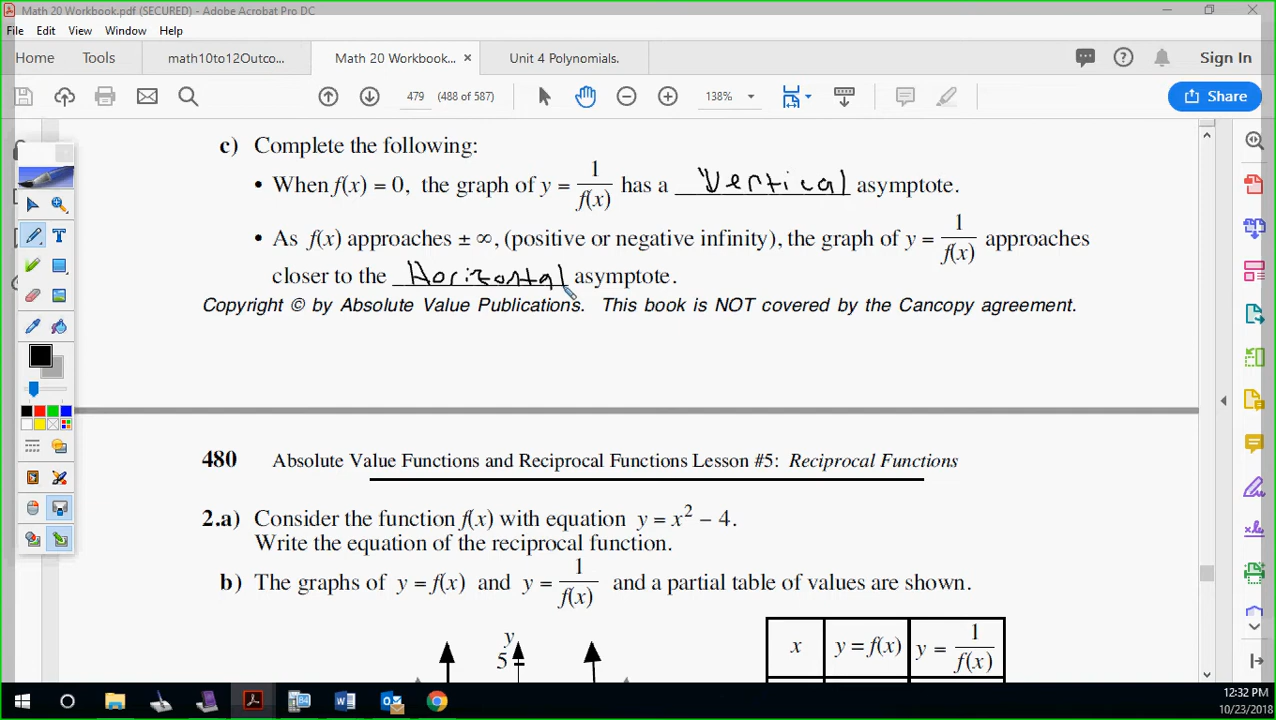 Math 20 Workbook.pdf (SECURED) - Adobe Acrobat Pro DC
File Edit View Window Help
Home Tools math10to12Outco... Math 20 Workbook... × Unit 4 Polynomials. Sign In
479 (488 of 587) 138% Share
c) Complete the following:
• When f(x) = 0, the graph of y = 1/f(x) has a Vertical asymptote.
• As f(x) approaches ± ∞, (positive or negative infinity), the graph of y = 1/f(x) approaches
closer to the Horizontal asymptote.
Copyright © by Absolute Value Publications. This book is NOT covered by the Cancopy agreement.
480 Absolute Value Functions and Reciprocal Functions Lesson #5: Reciprocal Functions
2.a) Consider the function f(x) with equation y = x² – 4.
Write the equation of the reciprocal function.
b) The graphs of y = f(x) and y = 1/f(x) and a partial table of values are shown.
y
5
x y = f(x) y = 1/f(x)
12:32 PM
10/23/2018